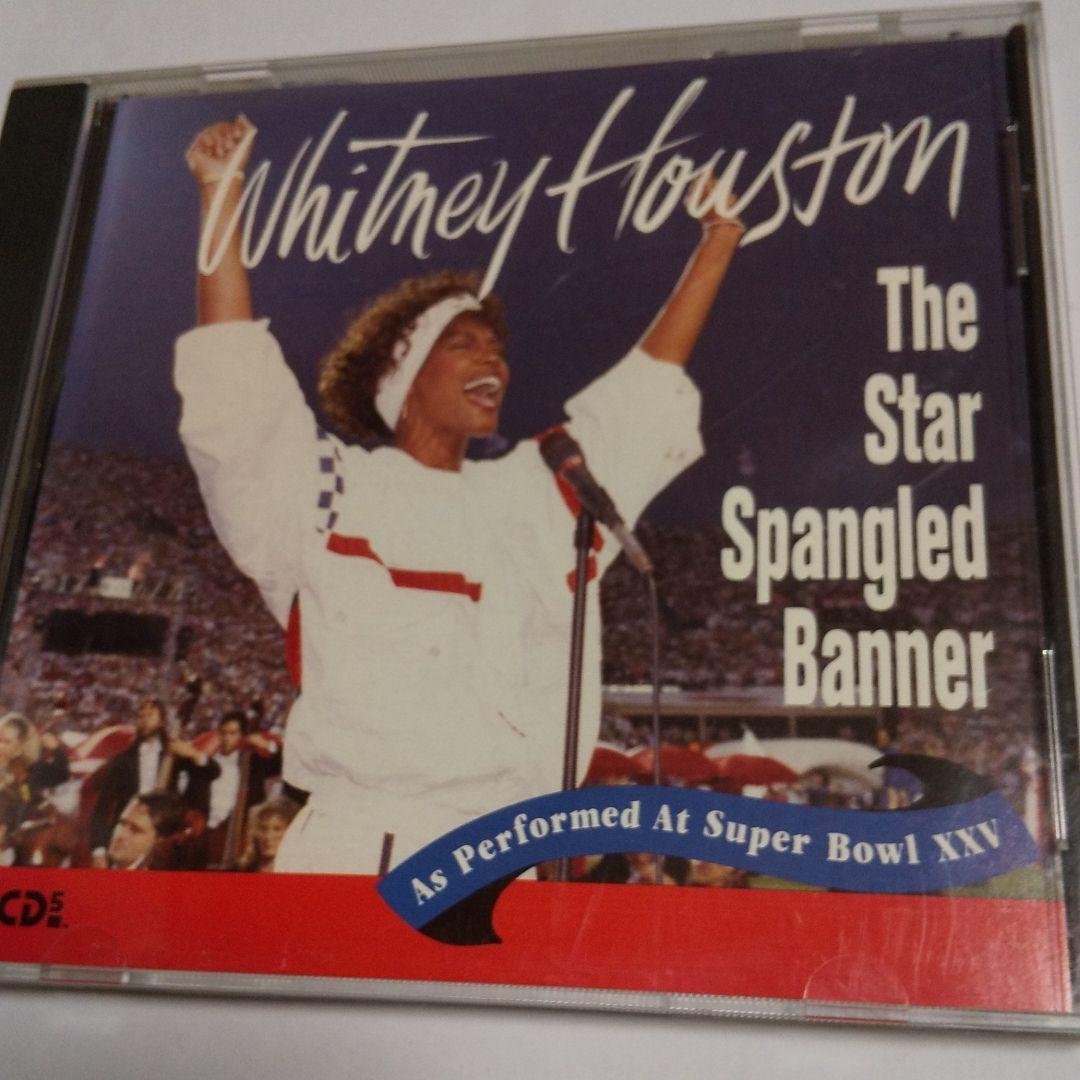 Whitney Houston
The
Star
Spangled
Banner
As Performed At Super Bowl XXV
CD5